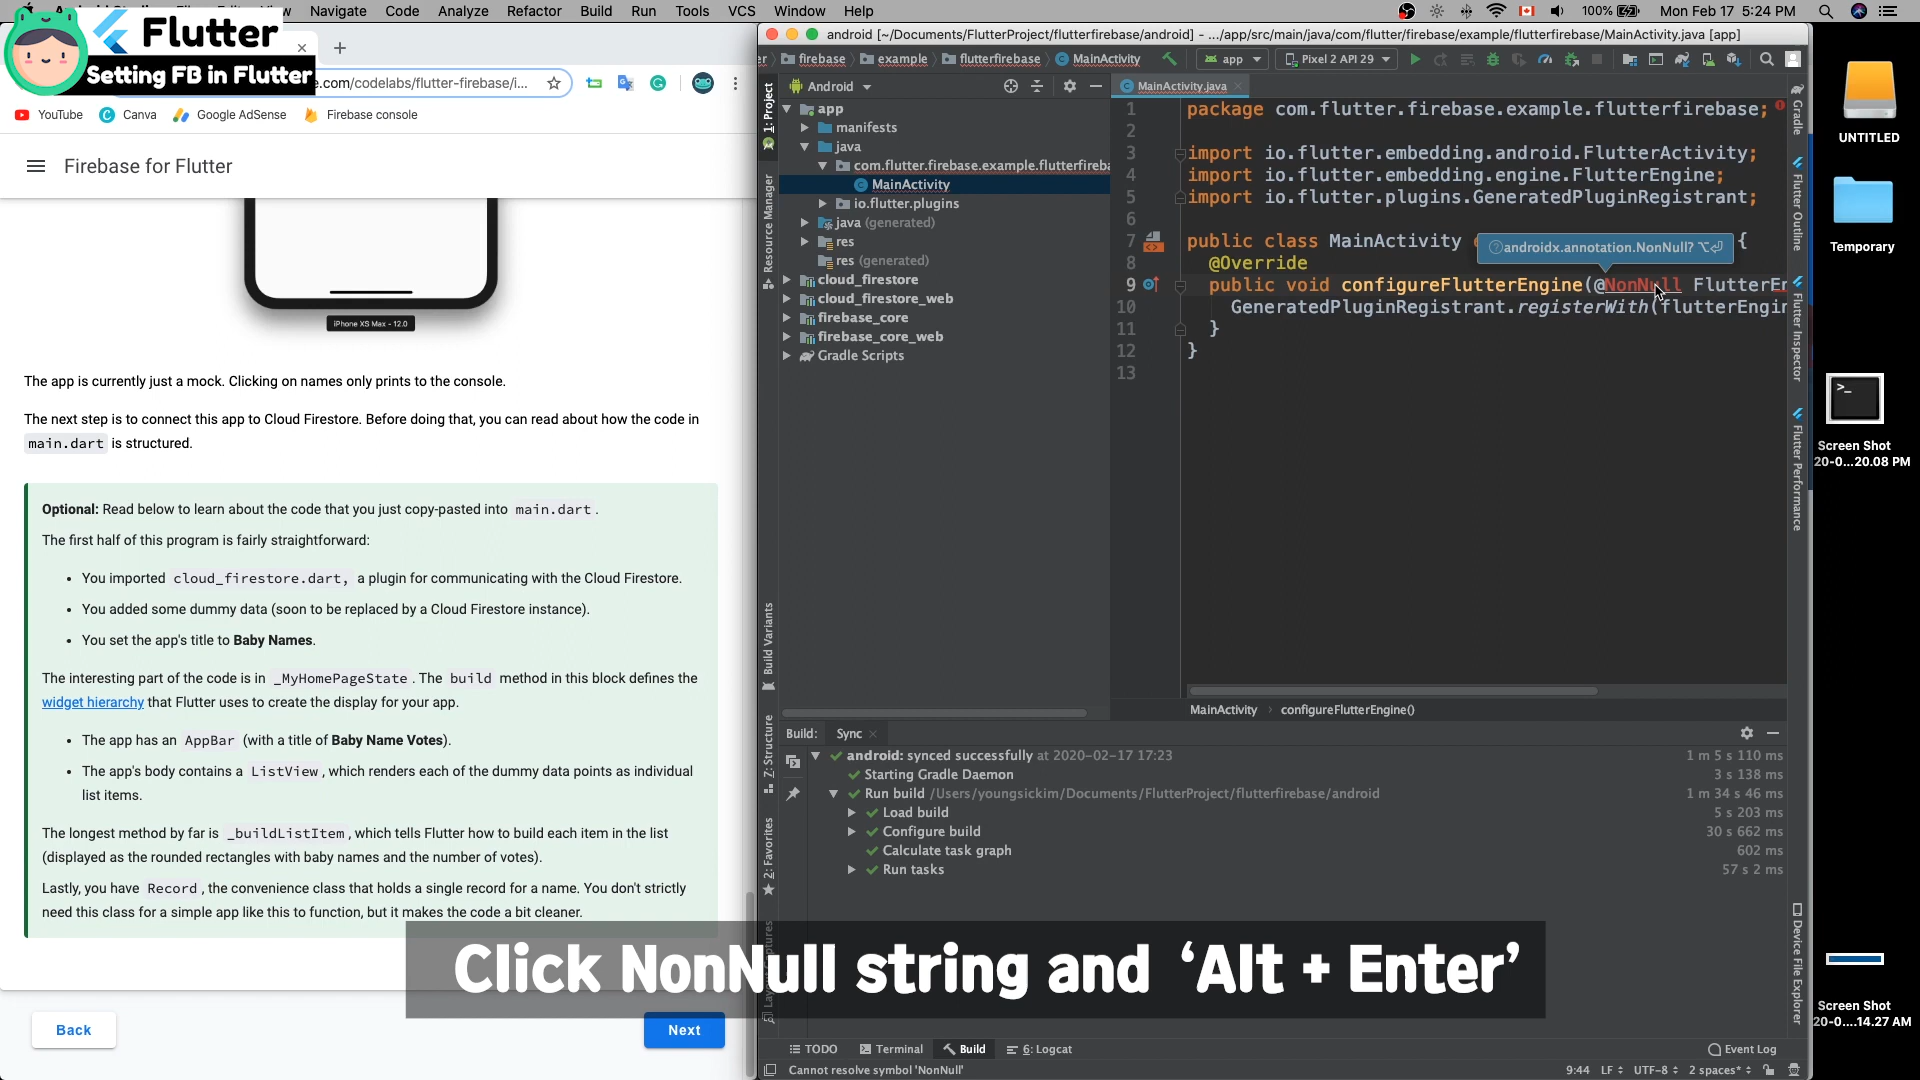 Navigate Code Analyze Refactor Build Run Tools VCS Window Help
100% Mon Feb 17 5:24 PM
Flutter
Setting FB in Flutter
e.com/codelabs/flutter-firebase/i...
YouTube Canva Google AdSense Firebase console
Firebase for Flutter
iPhone XS Max - 12.0
The app is currently just a mock. Clicking on names only prints to the console.
The next step is to connect this app to Cloud Firestore. Before doing that, you can read about how the code in
main.dart is structured.
Optional: Read below to learn about the code that you just copy-pasted into main.dart .
The first half of this program is fairly straightforward:
• You imported cloud_firestore.dart, a plugin for communicating with the Cloud Firestore.
• You added some dummy data (soon to be replaced by a Cloud Firestore instance).
• You set the app's title to Baby Names.
The interesting part of the code is in _MyHomePageState . The build method in this block defines the
widget hierarchy that Flutter uses to create the display for your app.
• The app has an AppBar (with a title of Baby Name Votes).
• The app's body contains a ListView , which renders each of the dummy data points as individual
list items.
The longest method by far is _buildListItem , which tells Flutter how to build each item in the list
(displayed as the rounded rectangles with baby names and the number of votes).
Lastly, you have Record , the convenience class that holds a single record for a name. You don't strictly
need this class for a simple app like this to function, but it makes the code a bit cleaner.
Back
Next
android [~/Documents/FlutterProject/flutterfirebase/android] - .../app/src/main/java/com/flutter/firebase/example/flutterfirebase/MainActivity.java [app]
firebase example flutterfirebase MainActivity app Pixel 2 API 29
1: Project
Resource Manager
Build Variants
Z: Structure
2: Favorites
Android
app
manifests
java
com.flutter.firebase.example.flutterfireba
MainActivity
io.flutter.plugins
java (generated)
res
res (generated)
cloud_firestore
cloud_firestore_web
firebase_core
firebase_core_web
Gradle Scripts
MainActivity.java
1 package com.flutter.firebase.example.flutterfirebase;
2
3 import io.flutter.embedding.android.FlutterActivity;
4 import io.flutter.embedding.engine.FlutterEngine;
5 import io.flutter.plugins.GeneratedPluginRegistrant;
6
7 public class MainActivity {
androidx.annotation.NonNull? ⌥⏎
8 @Override
9 public void configureFlutterEngine(@NonNull FlutterEn
10 GeneratedPluginRegistrant.registerWith(flutterEngin
11 }
12 }
13
MainActivity › configureFlutterEngine()
Gradle
Flutter Outline
Flutter Inspector
Flutter Performance
Device File Explorer
Build: Sync
android: synced successfully at 2020-02-17 17:23 1 m 5 s 110 ms
Starting Gradle Daemon 3 s 138 ms
Run build /Users/youngsickim/Documents/FlutterProject/flutterfirebase/android 1 m 34 s 46 ms
Load build 5 s 203 ms
Configure build 30 s 662 ms
Calculate task graph 602 ms
Run tasks 57 s 2 ms
Click NonNull string and ‘Alt + Enter’
TODO Terminal Build 6: Logcat Event Log
Cannot resolve symbol 'NonNull' 9:44 LF UTF-8 2 spaces*
UNTITLED
Temporary
Screen Shot
20-0...20.08 PM
Screen Shot
20-0....14.27 AM